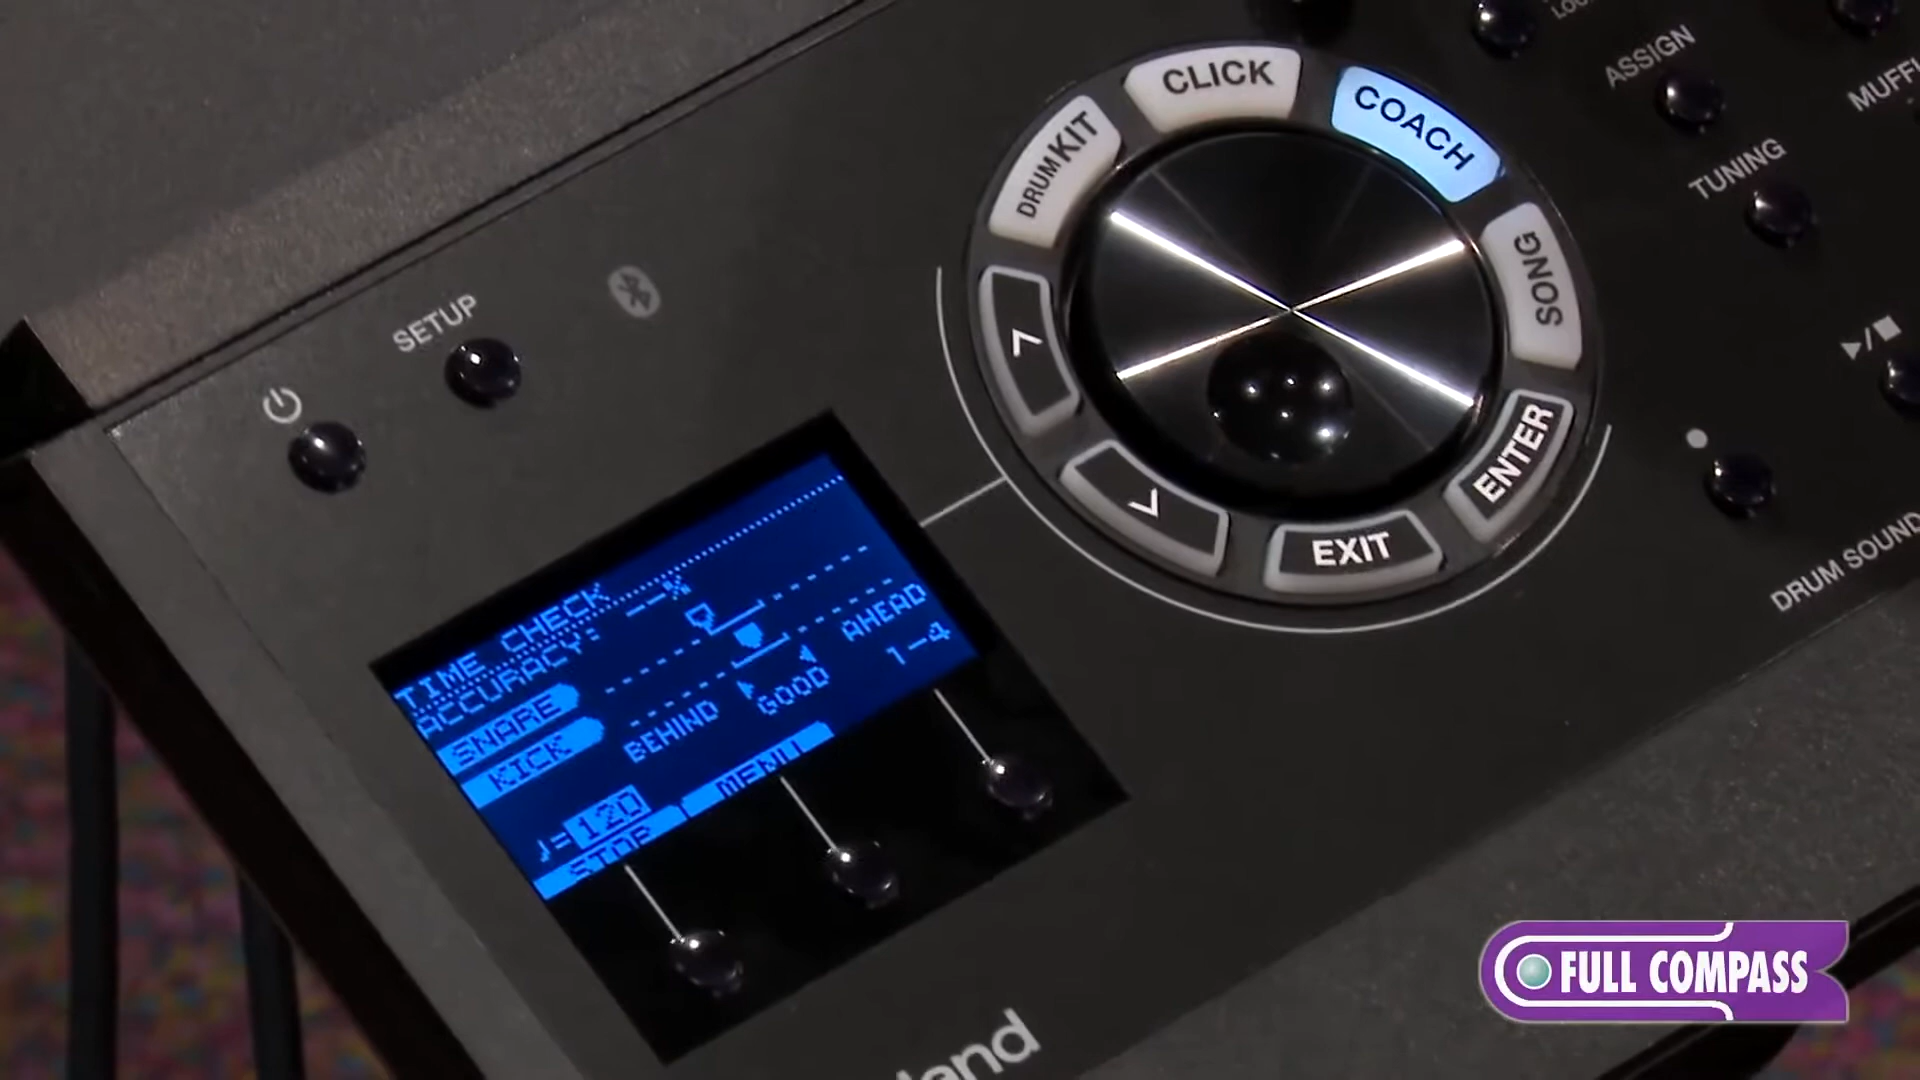 CLICK
COACH
DRUM KIT
SONG
ENTER
EXIT
ASSIGN
TUNING
SETUP
TIME CHECK
ACCURACY: --%
SNARE
KICK
BEHIND GOOD AHEAD
♩=120 1-4
STOP MENU
DRUM SOUND
FULL COMPASS